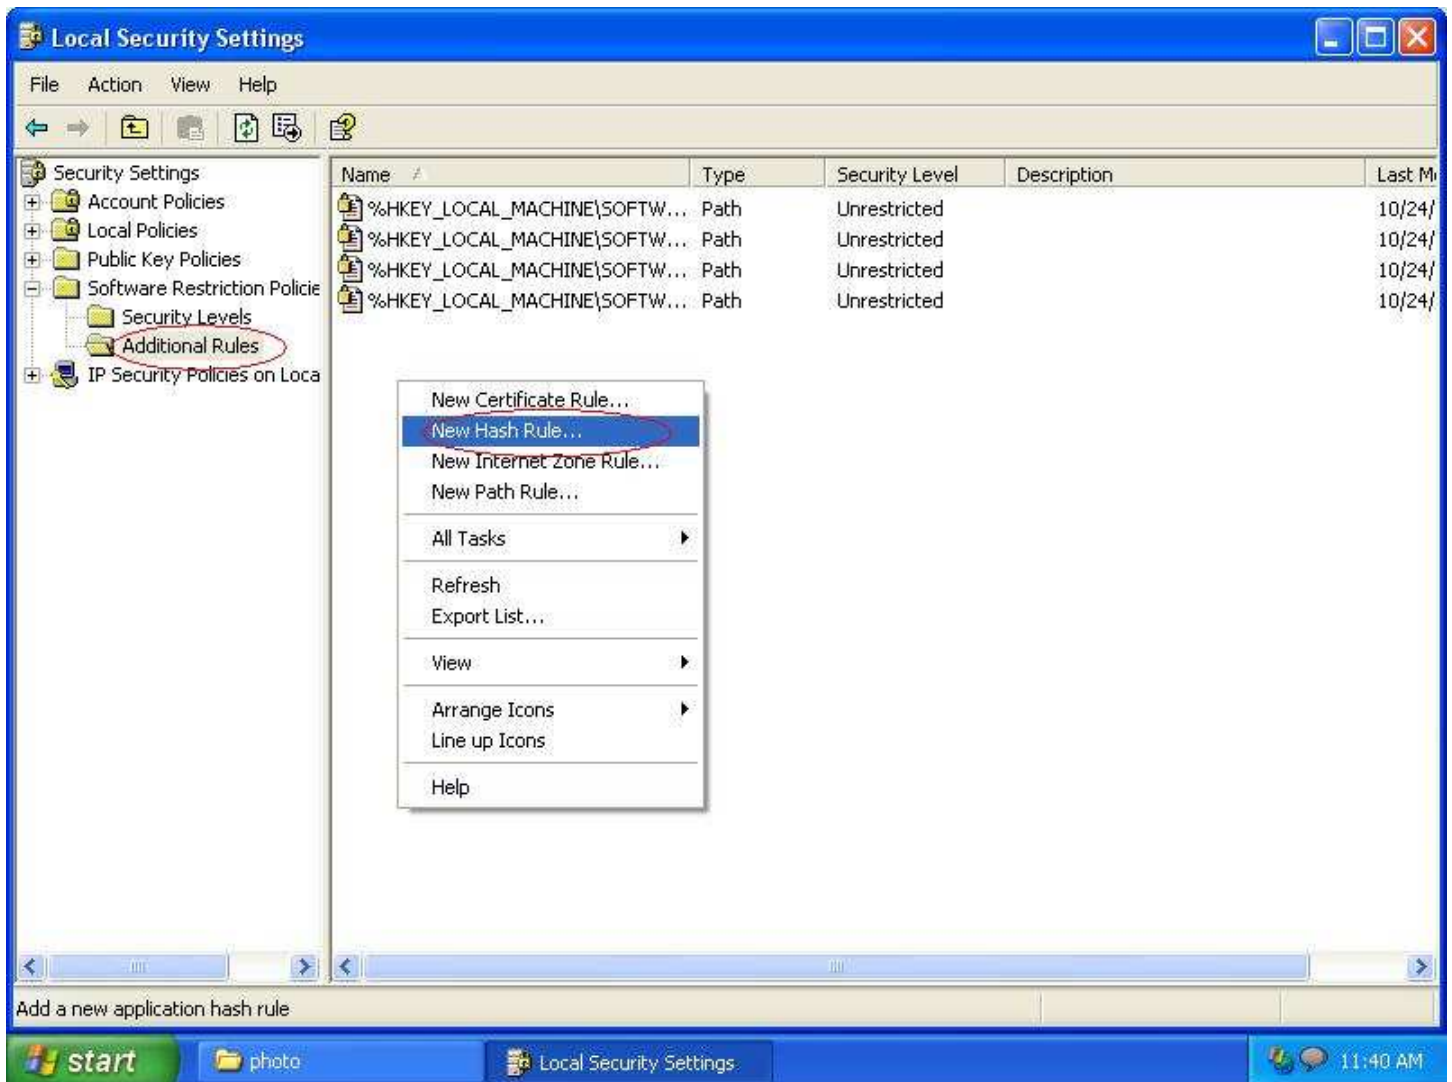 Local Security Settings
File Action View Help
Security Settings
Account Policies
Local Policies
Public Key Policies
Software Restriction Policie
Security Levels
Additional Rules
IP Security Policies on Loca
Name Type Security Level Description Last M
%HKEY_LOCAL_MACHINE\SOFTW... Path Unrestricted 10/24/
%HKEY_LOCAL_MACHINE\SOFTW... Path Unrestricted 10/24/
%HKEY_LOCAL_MACHINE\SOFTW... Path Unrestricted 10/24/
%HKEY_LOCAL_MACHINE\SOFTW... Path Unrestricted 10/24/
New Certificate Rule...
New Hash Rule...
New Internet Zone Rule...
New Path Rule...
All Tasks
Refresh
Export List...
View
Arrange Icons
Line up Icons
Help
Add a new application hash rule
start photo Local Security Settings 11:40 AM